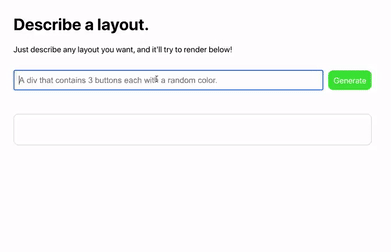 Describe a layout.
Just describe any layout you want, and it'll try to render below!
A div that contains 3 buttons each with a random color.
Generate